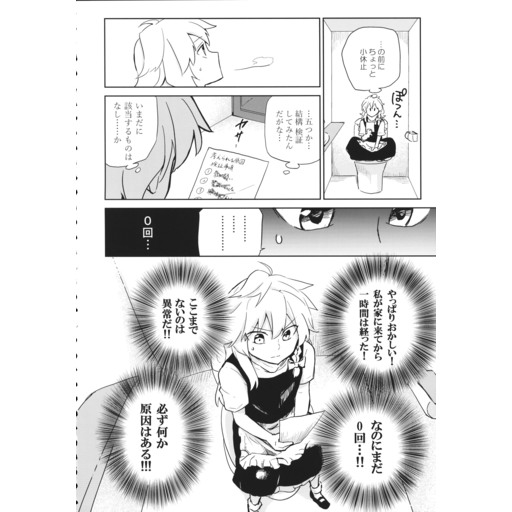 …の前に
ちょっと
小休止
ぽつん…
…五つか…
結構検証
してみたん
だがな…
カサ…
いまだに
該当するものは
なし……か
………
………
０回…
やっぱりおかしい！
私が家に来てから
一時間は経った！
なのにまだ
０回…!!
ここまで
ないのは
異常だ!!
必ず何か
原因はある!!!